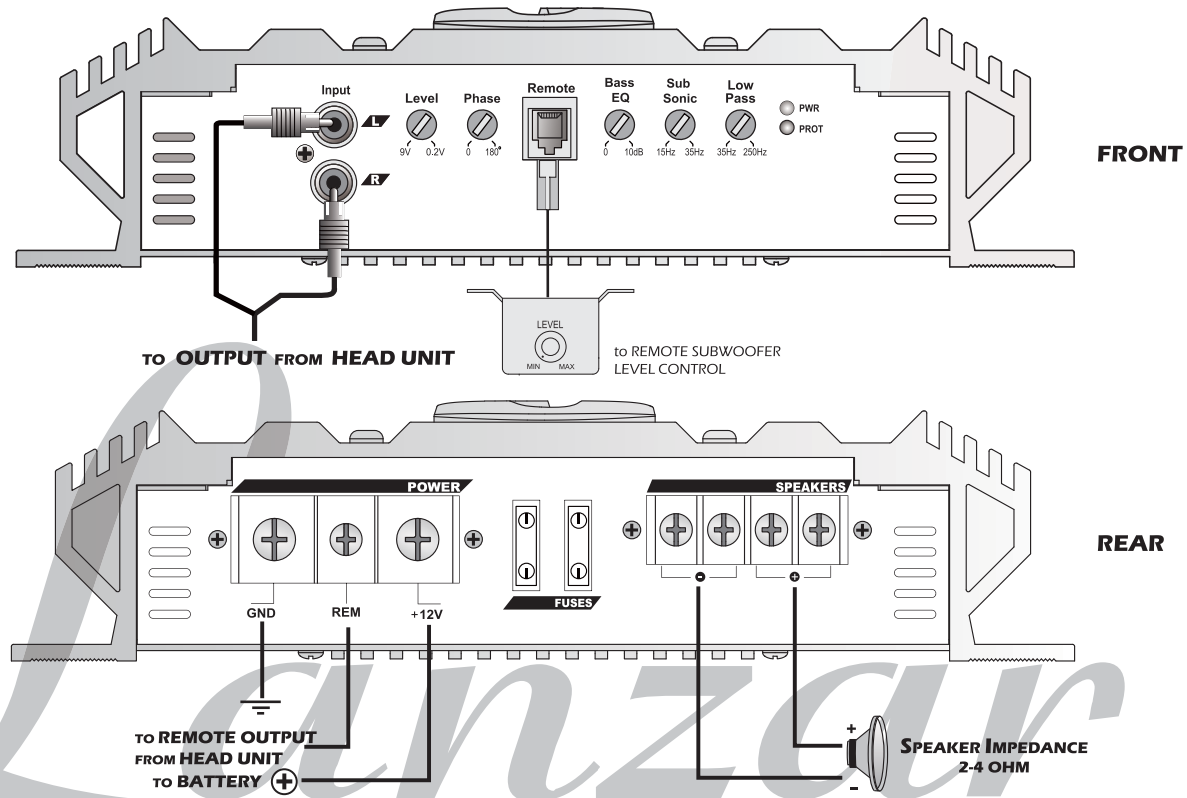 Input
L
R
Level
9V 0.2V
Phase
0 180°
Remote
Bass
EQ
0 10dB
Sub
Sonic
15Hz 35Hz
Low
Pass
35Hz 250Hz
PWR
PROT
FRONT
TO OUTPUT FROM HEAD UNIT
LEVEL
MIN MAX
to REMOTE SUBWOOFER
LEVEL CONTROL
POWER
SPEAKERS
FUSES
GND REM +12V
- +
REAR
TO REMOTE OUTPUT
FROM HEAD UNIT
TO BATTERY +
+
-
SPEAKER IMPEDANCE
2-4 OHM
Lanzar